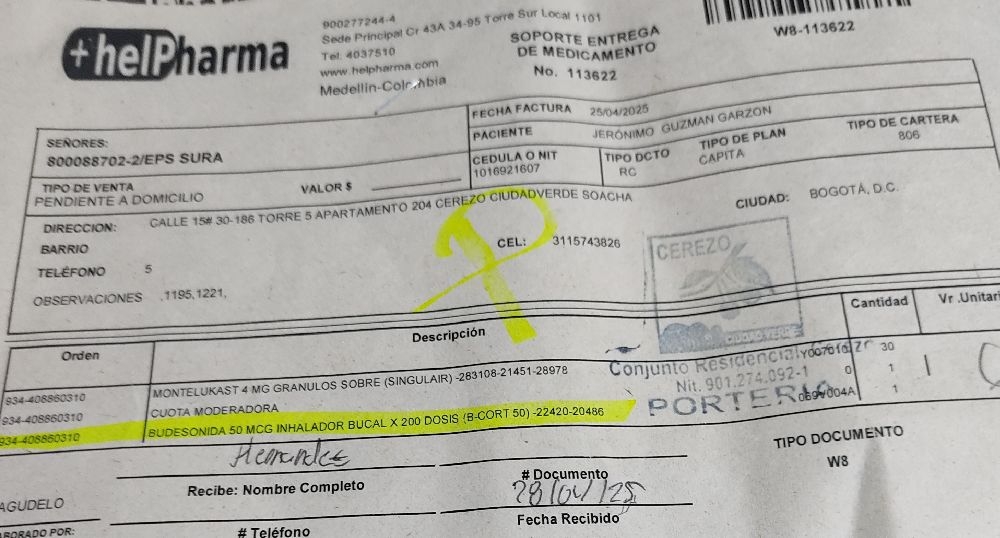 +helPharma
900277244-4
Sede Principal Cr 43A 34-95 Torre Sur Local 1101
Tel: 4037510
www.helpharma.com
Medellin-Colombia
SOPORTE ENTREGA
DE MEDICAMENTO
No. 113622
W8-113622
SEÑORES:
800088702-2/EPS SURA
FECHA FACTURA 25/04/2025
PACIENTE JERÓNIMO GUZMAN GARZON
CEDULA O NIT
1016921607
TIPO DCTO
RC
TIPO DE PLAN
CAPITA
TIPO DE CARTERA
806
TIPO DE VENTA
PENDIENTE A DOMICILIO
VALOR $
DIRECCION: CALLE 15# 30-186 TORRE 5 APARTAMENTO 204 CEREZO CIUDADVERDE SOACHA
CIUDAD: BOGOTÁ, D.C.
BARRIO
CEL: 3115743826
TELÉFONO 5
OBSERVACIONES ,1195,1221,
CEREZO
CIUDAD VERDE
Conjunto Residencial
Nit. 901.274.092-1
PORTERIA
Orden Descripción Cantidad Vr .Unitari
934-408860310 MONTELUKAST 4 MG GRANULOS SOBRE (SINGULAIR) -283108-21451-28978 30
934-408860310 CUOTA MODERADORA 0 1
934-408860310 BUDESONIDA 50 MCG INHALADOR BUCAL X 200 DOSIS (B-CORT 50) -22420-20486 1
Recibe: Nombre Completo
# Documento
28/04/25
Fecha Recibido
# Teléfono
TIPO DOCUMENTO
W8
AGUDELO
BORADO POR: